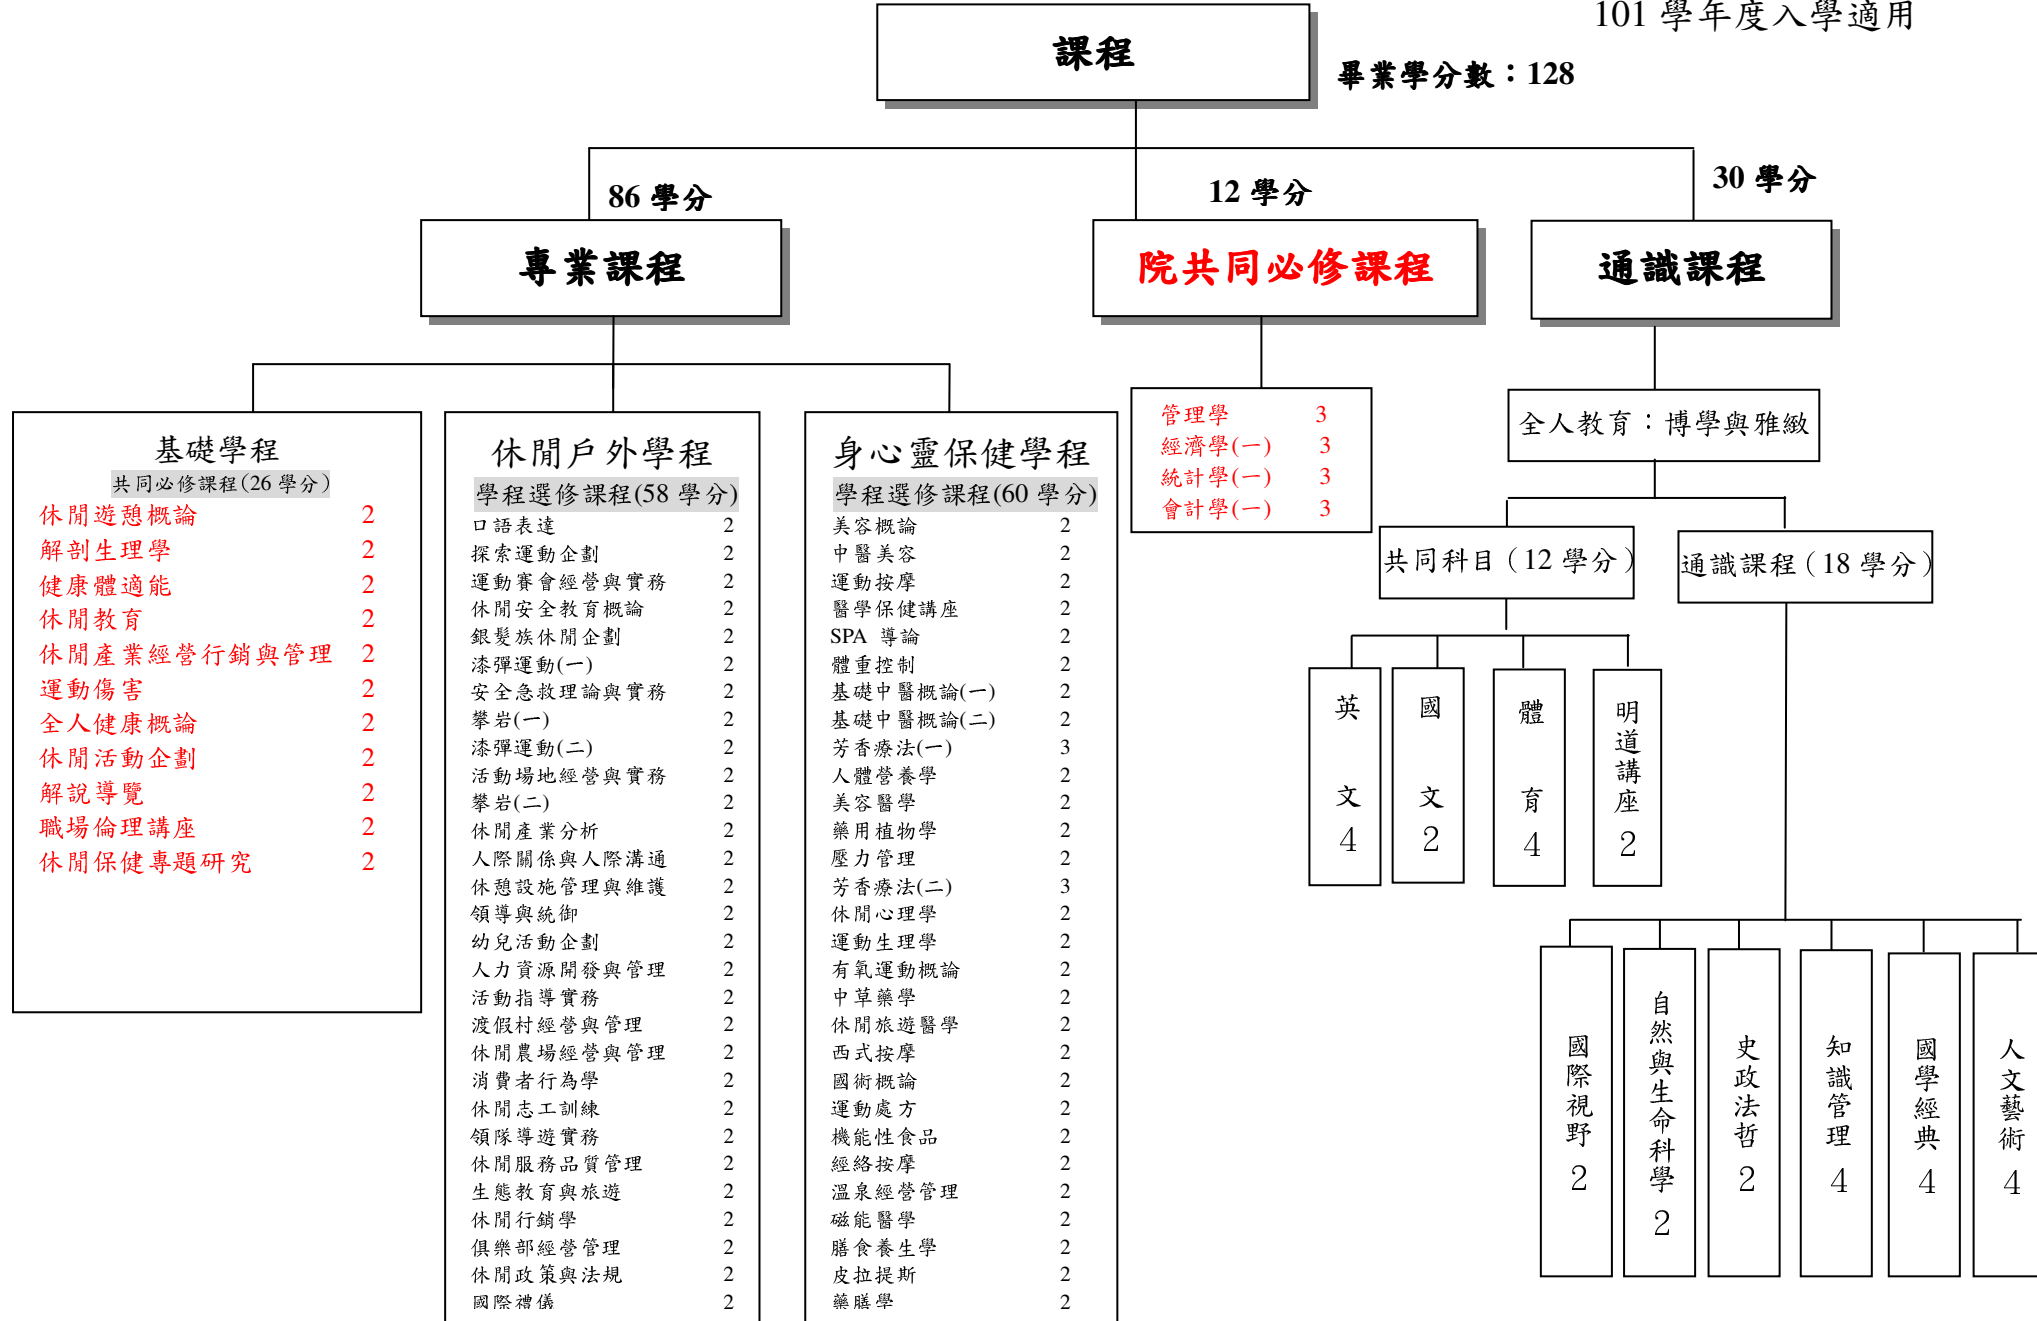 101 學年度入學適用
課程
畢業學分數：128
86 學分
12 學分
30 學分
專業課程
院共同必修課程
通識課程
基礎學程
共同必修課程(26 學分)
休閒遊憩概論 2
解剖生理學 2
健康體適能 2
休閒教育 2
休閒產業經營行銷與管理 2
運動傷害 2
全人健康概論 2
休閒活動企劃 2
解說導覽 2
職場倫理講座 2
休閒保健專題研究 2
休閒戶外學程
學程選修課程(58 學分)
口語表達 2
探索運動企劃 2
運動賽會經營與實務 2
休閒安全教育概論 2
銀髮族休閒企劃 2
漆彈運動(一) 2
安全急救理論與實務 2
攀岩(一) 2
漆彈運動(二) 2
活動場地經營與實務 2
攀岩(二) 2
休閒產業分析 2
人際關係與人際溝通 2
休憩設施管理與維護 2
領導與統御 2
幼兒活動企劃 2
人力資源開發與管理 2
活動指導實務 2
渡假村經營與管理 2
休閒農場經營與管理 2
消費者行為學 2
休閒志工訓練 2
領隊導遊實務 2
休閒服務品質管理 2
生態教育與旅遊 2
休閒行銷學 2
俱樂部經營管理 2
休閒政策與法規 2
國際禮儀 2
身心靈保健學程
學程選修課程(60 學分)
美容概論 2
中醫美容 2
運動按摩 2
醫學保健講座 2
SPA 導論 2
體重控制 2
基礎中醫概論(一) 2
基礎中醫概論(二) 2
芳香療法(一) 3
人體營養學 2
美容醫學 2
藥用植物學 2
壓力管理 2
芳香療法(二) 3
休閒心理學 2
運動生理學 2
有氧運動概論 2
中草藥學 2
休閒旅遊醫學 2
西式按摩 2
國術概論 2
運動處方 2
機能性食品 2
經絡按摩 2
溫泉經營管理 2
磁能醫學 2
膳食養生學 2
皮拉提斯 2
藥膳學 2
管理學 3
經濟學(一) 3
統計學(一) 3
會計學(一) 3
全人教育：博學與雅緻
共同科目（12 學分）
通識課程（18 學分）
英文 4
國文 2
體育 4
明道講座 2
國際視野 2
自然與生命科學 2
史政法哲 2
知識管理 4
國學經典 4
人文藝術 4